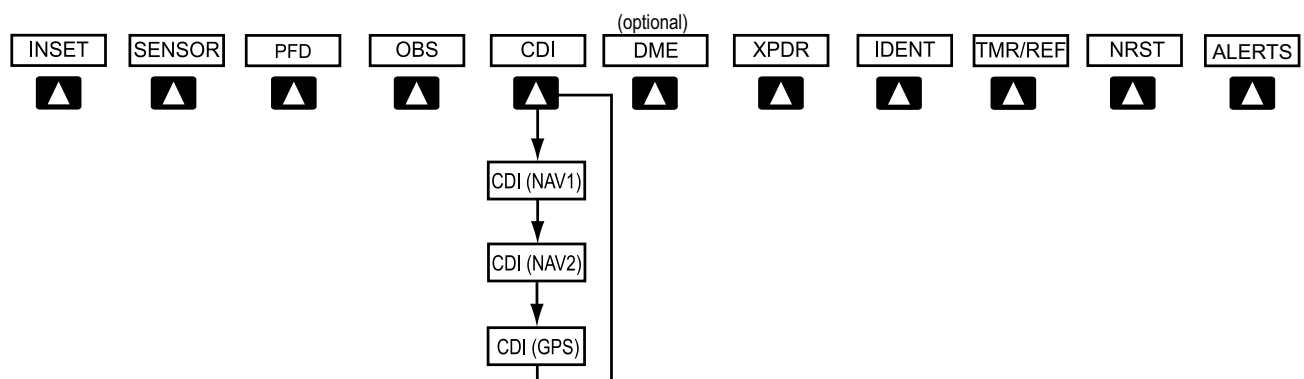 (optional)
INSET SENSOR PFD OBS CDI DME XPDR IDENT TMR/REF NRST ALERTS
CDI (NAV1)
CDI (NAV2)
CDI (GPS)